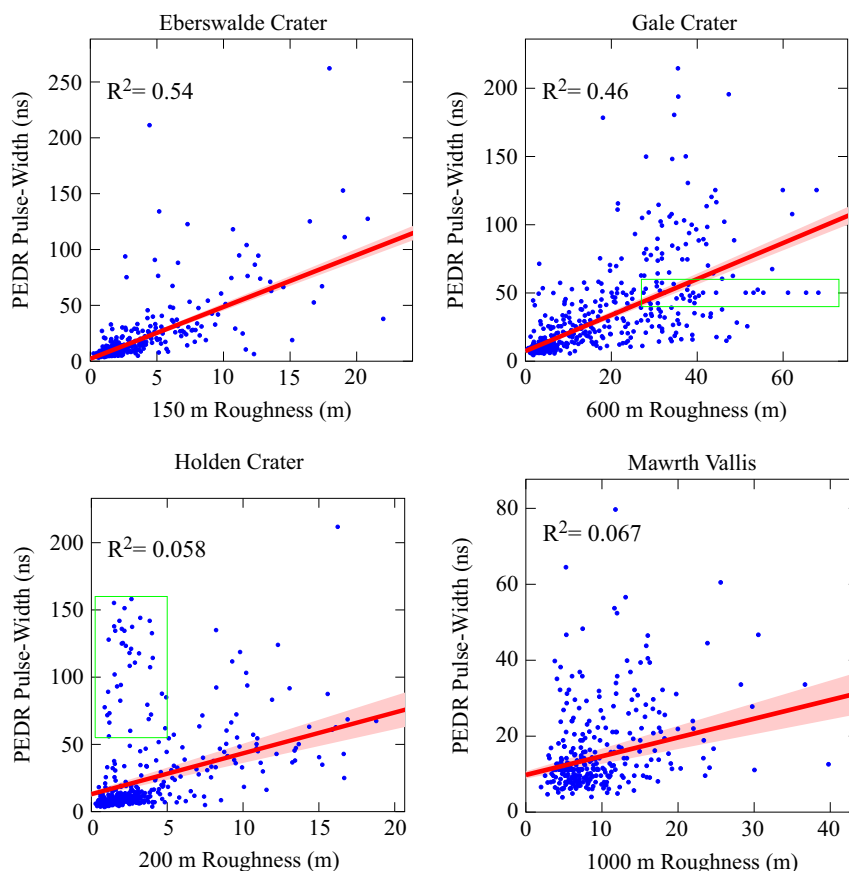 Eberswalde Crater
R²= 0.54
PEDR Pulse-Width (ns)
250
200
150
100
50
0
0 5 10 15 20
150 m Roughness (m)
Gale Crater
R²= 0.46
PEDR Pulse-Width (ns)
200
150
100
50
0
0 20 40 60
600 m Roughness (m)
Holden Crater
R²= 0.058
PEDR Pulse-Width (ns)
200
150
100
50
0
0 5 10 15 20
200 m Roughness (m)
Mawrth Vallis
R²= 0.067
PEDR Pulse-Width (ns)
80
60
40
20
0
0 10 20 30 40
1000 m Roughness (m)